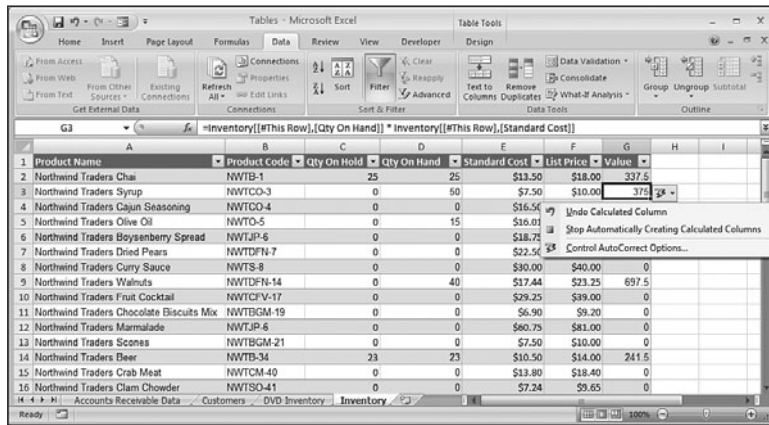 Tables - Microsoft Excel
Table Tools
Home Insert Page Layout Formulas Data Review View Developer Design
From Access
From Web
From Text
From Other Sources
Existing Connections
Get External Data
Refresh All
Connections
Properties
Edit Links
Connections
Sort
Filter
Clear
Reapply
Advanced
Sort & Filter
Text to Columns
Remove Duplicates
Data Validation
Consolidate
What-If Analysis
Data Tools
Group Ungroup Subtotal
Outline
G3 fx =Inventory[[#This Row],[Qty On Hand]] * Inventory[[#This Row],[Standard Cost]]
A B C D E F G H I
1 Product Name Product Code Qty On Hold Qty On Hand Standard Cost List Price Value
2 Northwind Traders Chai NWTB-1 25 25 $13.50 $18.00 337.5
3 Northwind Traders Syrup NWTCO-3 0 50 $7.50 $10.00 375
4 Northwind Traders Cajun Seasoning NWTCO-4 0 0 $16.50
5 Northwind Traders Olive Oil NWTO-5 0 15 $16.01
6 Northwind Traders Boysenberry Spread NWTJP-6 0 0 $18.75
7 Northwind Traders Dried Pears NWTDFN-7 0 0 $22.50
Undo Calculated Column
Stop Automatically Creating Calculated Columns
Control AutoCorrect Options...
8 Northwind Traders Curry Sauce NWTS-8 0 0 $30.00 $40.00 0
9 Northwind Traders Walnuts NWTDFN-14 0 40 $17.44 $23.25 697.5
10 Northwind Traders Fruit Cocktail NWTCFV-17 0 0 $29.25 $39.00 0
11 Northwind Traders Chocolate Biscuits Mix NWTBGM-19 0 0 $6.90 $9.20 0
12 Northwind Traders Marmalade NWTJP-6 0 0 $60.75 $81.00 0
13 Northwind Traders Scones NWTBGM-21 0 0 $7.50 $10.00 0
14 Northwind Traders Beer NWTB-34 23 23 $10.50 $14.00 241.5
15 Northwind Traders Crab Meat NWTCM-40 0 0 $13.80 $18.40 0
16 Northwind Traders Clam Chowder NWTSO-41 0 0 $7.24 $9.65 0
Accounts Receivable Data Customers DVD Inventory Inventory
Ready 100%